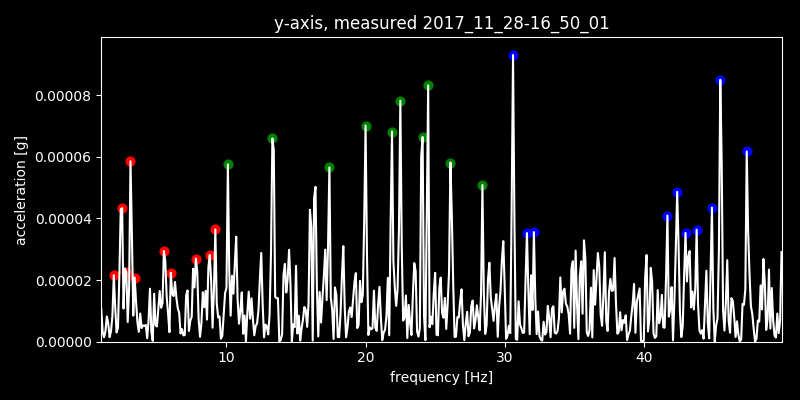 y-axis, measured 2017_11_28-16_50_01
0.00008
0.00006
0.00004
0.00002
0.00000
acceleration [g]
10 20 30 40
frequency [Hz]